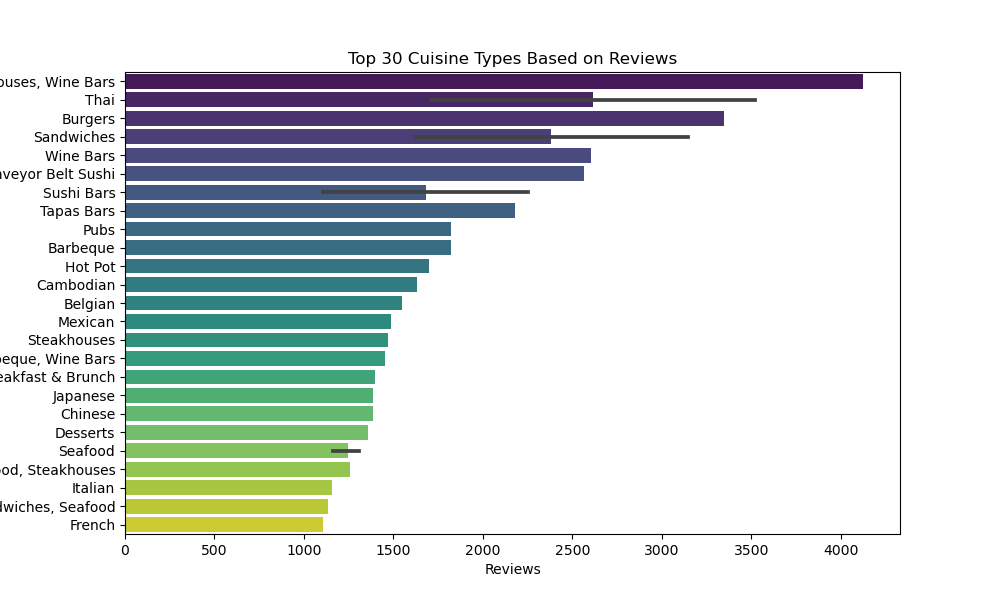 Top 30 Cuisine Types Based on Reviews
ouses, Wine Bars
Thai
Burgers
Sandwiches
Wine Bars
nveyor Belt Sushi
Sushi Bars
Tapas Bars
Pubs
Barbeque
Hot Pot
Cambodian
Belgian
Mexican
Steakhouses
beque, Wine Bars
eakfast & Brunch
Japanese
Chinese
Desserts
Seafood
ood, Steakhouses
Italian
dwiches, Seafood
French
0 500 1000 1500 2000 2500 3000 3500 4000
Reviews